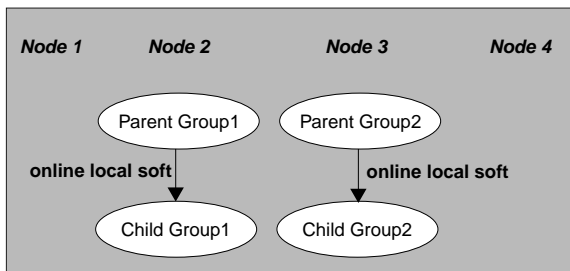 Node 1 Node 2 Node 3 Node 4
Parent Group1 Parent Group2
online local soft online local soft
Child Group1 Child Group2